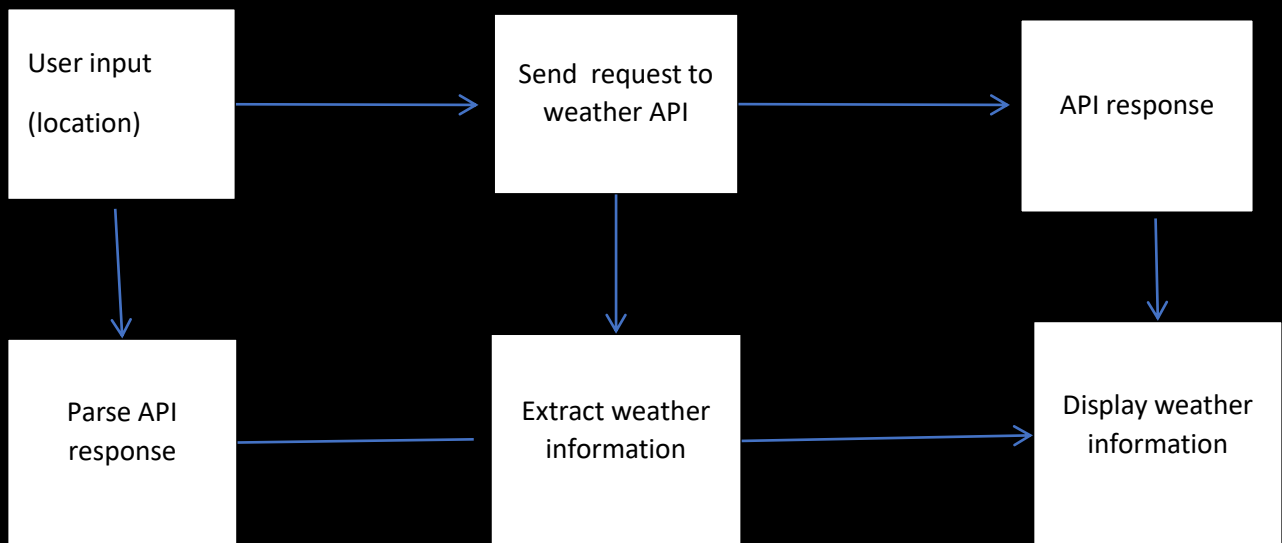 User input
(location)
Send  request to
weather API
API response
Parse API
response
Extract weather
information
Display weather
information